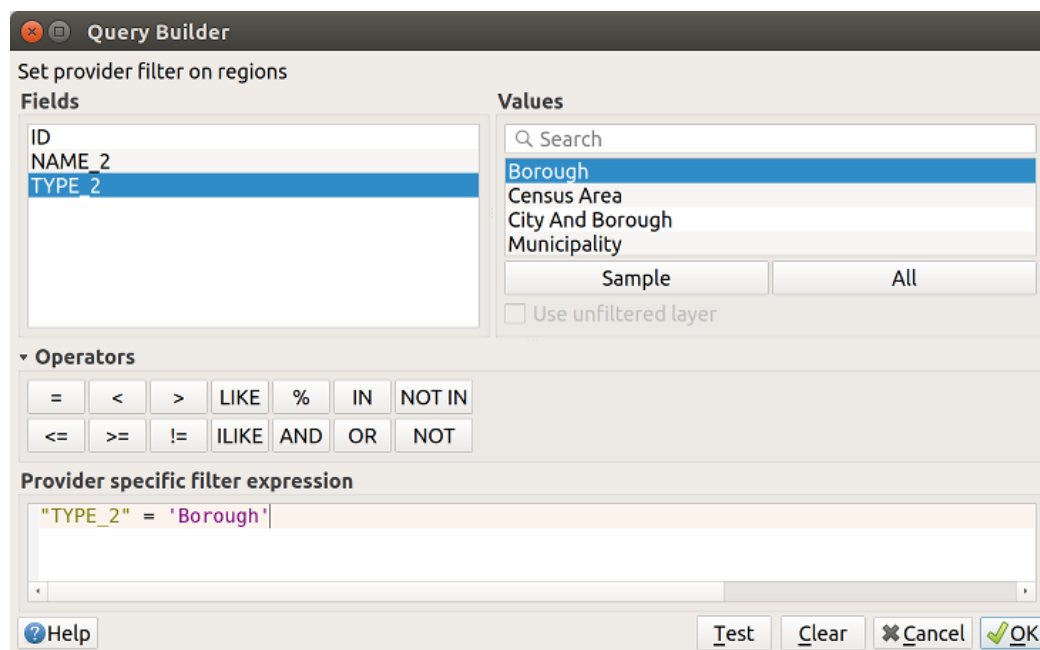 Query Builder
Set provider filter on regions
Fields
ID
NAME_2
TYPE_2
Values
Search
Borough
Census Area
City And Borough
Municipality
Sample All
Use unfiltered layer
Operators
= < > LIKE % IN NOT IN
<= >= != ILIKE AND OR NOT
Provider specific filter expression
"TYPE_2" = 'Borough'
Help Test Clear Cancel OK